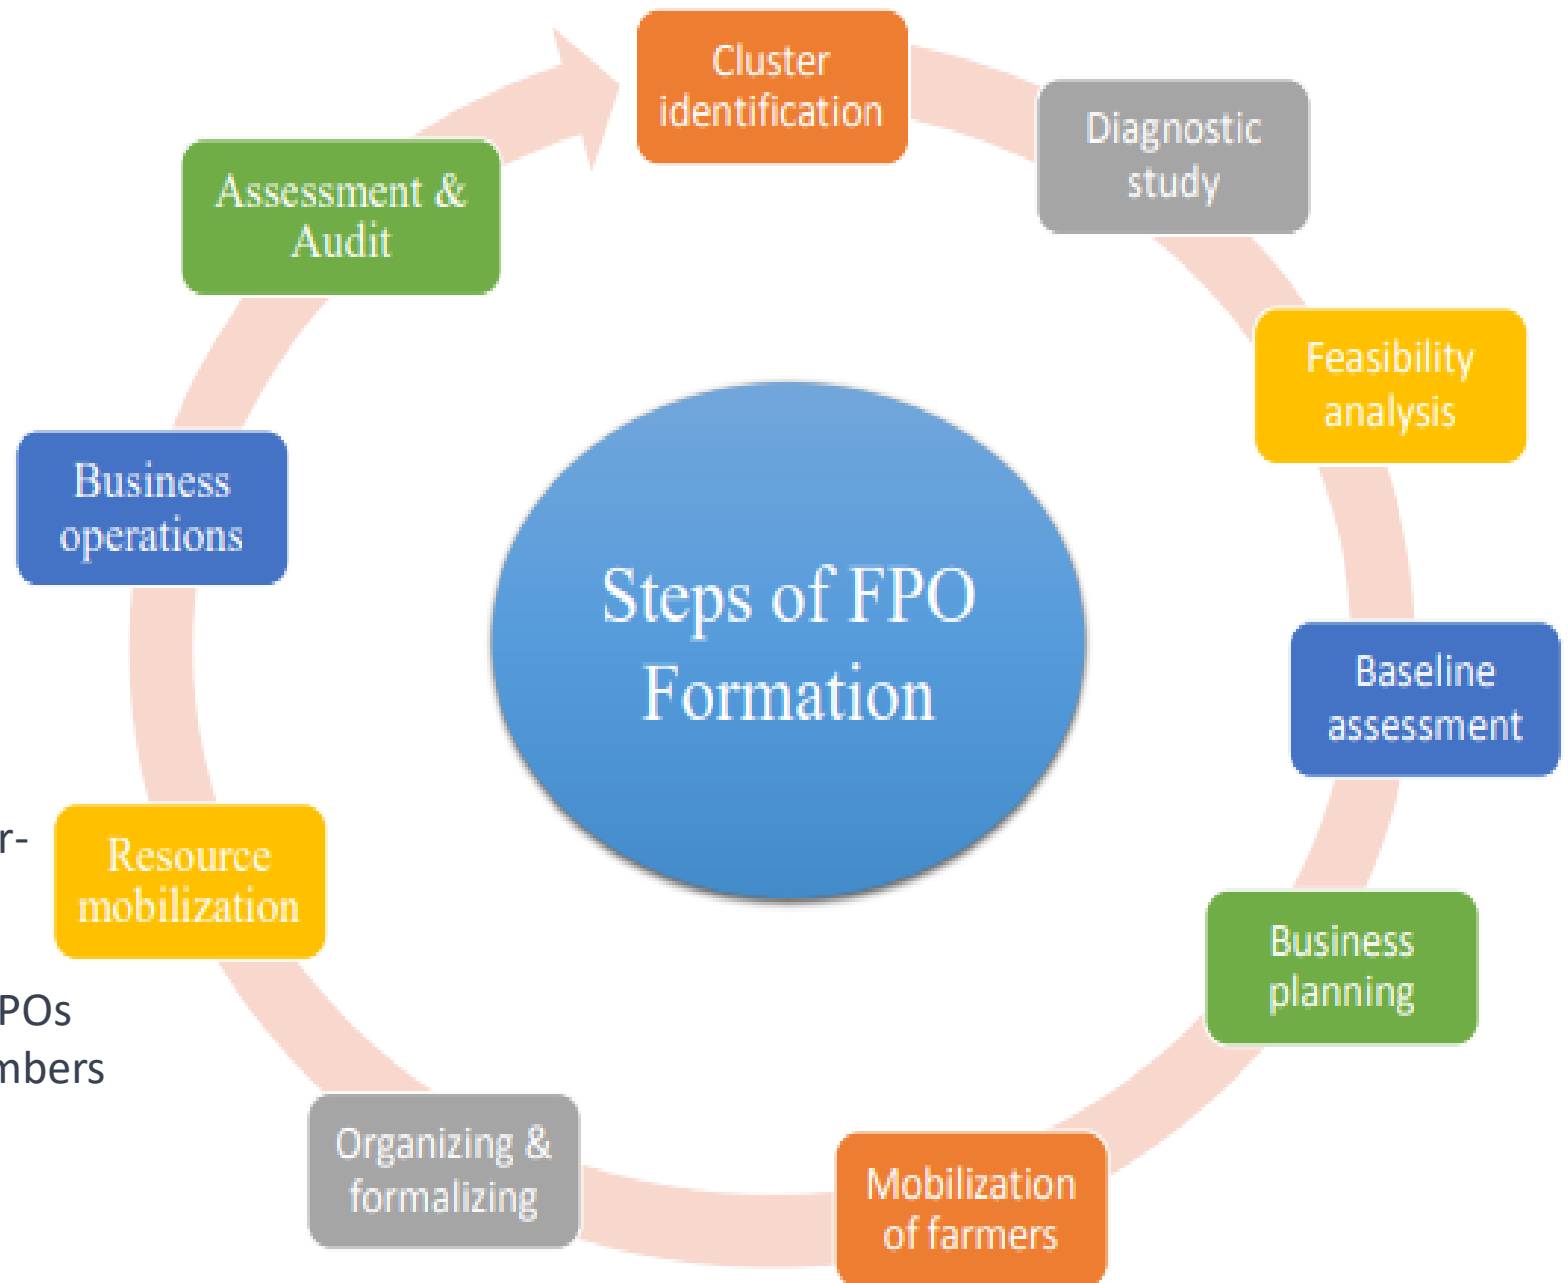 Cluster
identification
Diagnostic
study
Feasibility
analysis
Baseline
assessment
Business
planning
Mobilization
of farmers
Organizing &
formalizing
Resource
mobilization
Business
operations
Assessment &
Audit
Steps of FPO
Formation
r-
POs
mbers